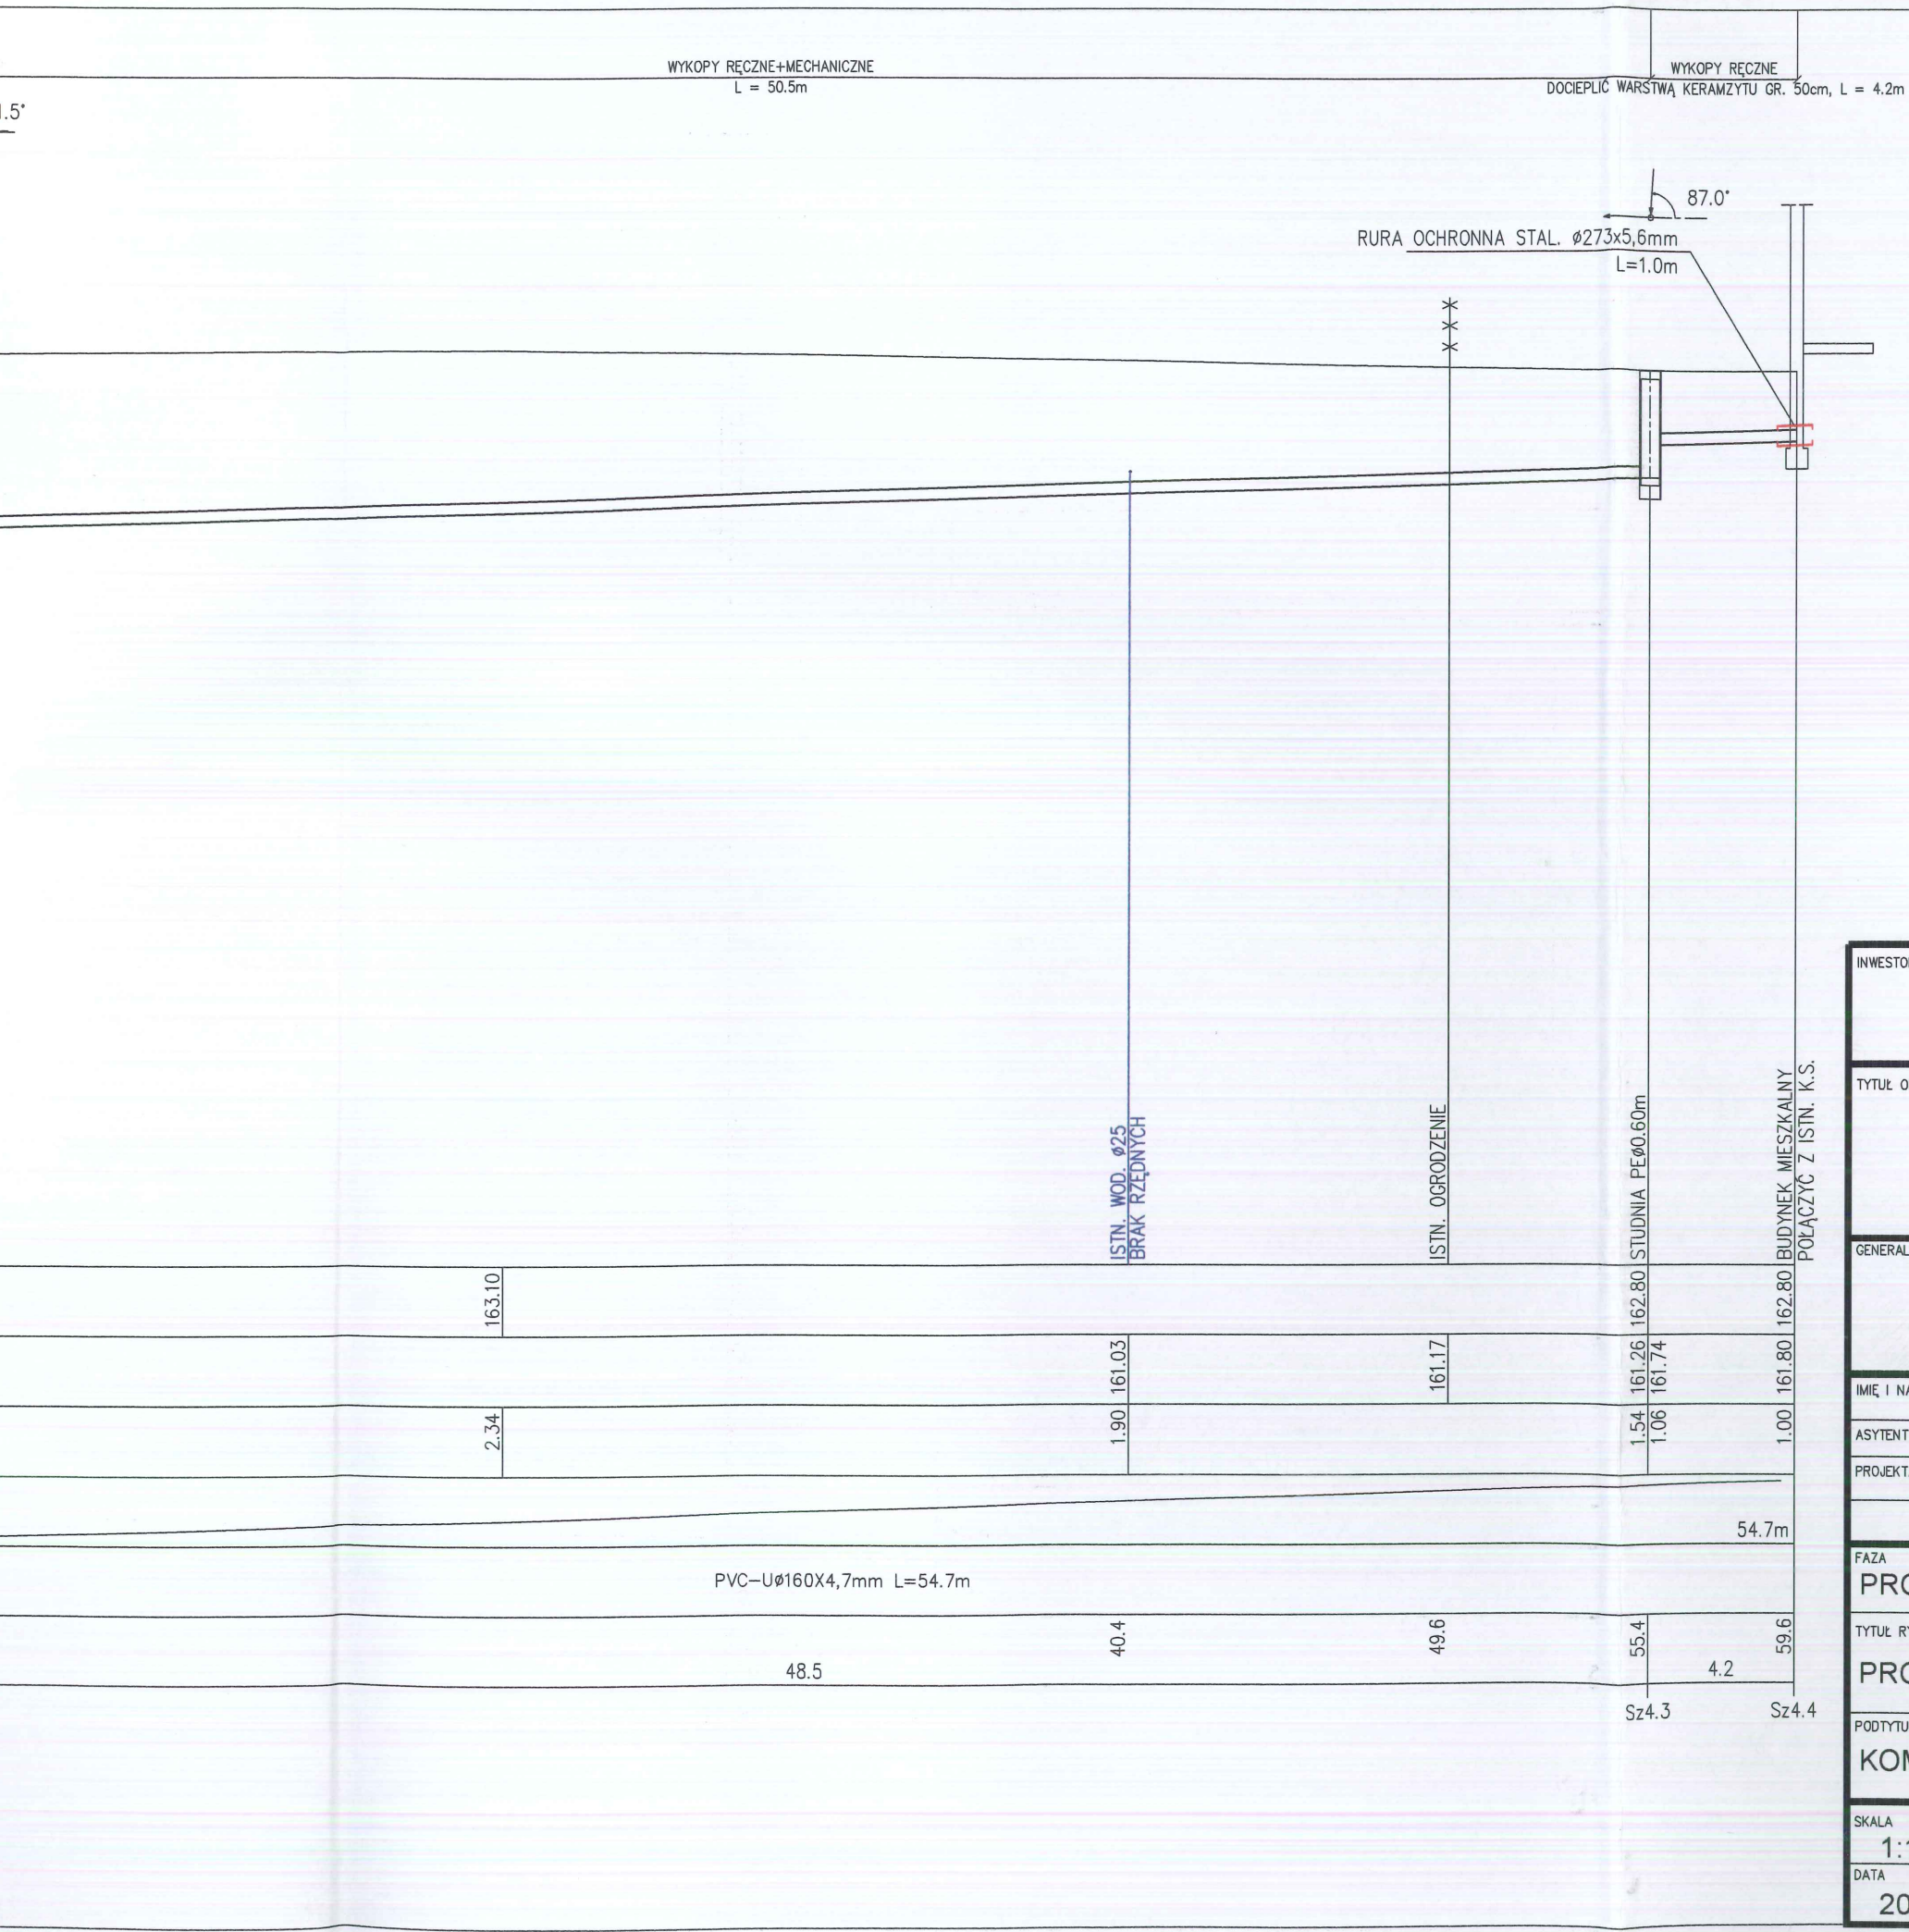 WYKOPY RĘCZNE+MECHANICZNE
L = 50.5m
WYKOPY RĘCZNE
DOCIEPLIĆ WARSTWĄ KERAMZYTU GR. 50cm, L = 4.2m
1.5°
87.0°
RURA OCHRONNA STAL. ø273x5,6mm
L=1.0m
ISTN. WOD. ø25
BRAK RZĘDNYCH
ISTN. OGRODZENIE
STUDNIA PEø0.60m
BUDYNEK MIESZKALNY
POŁĄCZYĆ Z ISTN. K.S.
163.10
162.80
162.80
161.03
161.17
161.26
161.74
161.80
2.34
1.90
1.54
1.06
1.00
54.7m
PVC-Uø160X4,7mm L=54.7m
40.4
49.6
55.4
59.6
48.5
4.2
Sz4.3
Sz4.4
INWESTO
TYTUŁ O
GENERAL
IMIĘ I NA
ASYTENT
PROJEKT
FAZA
PRO
TYTUŁ RY
PRO
PODTYTU
KOM
SKALA
1:1
DATA
20